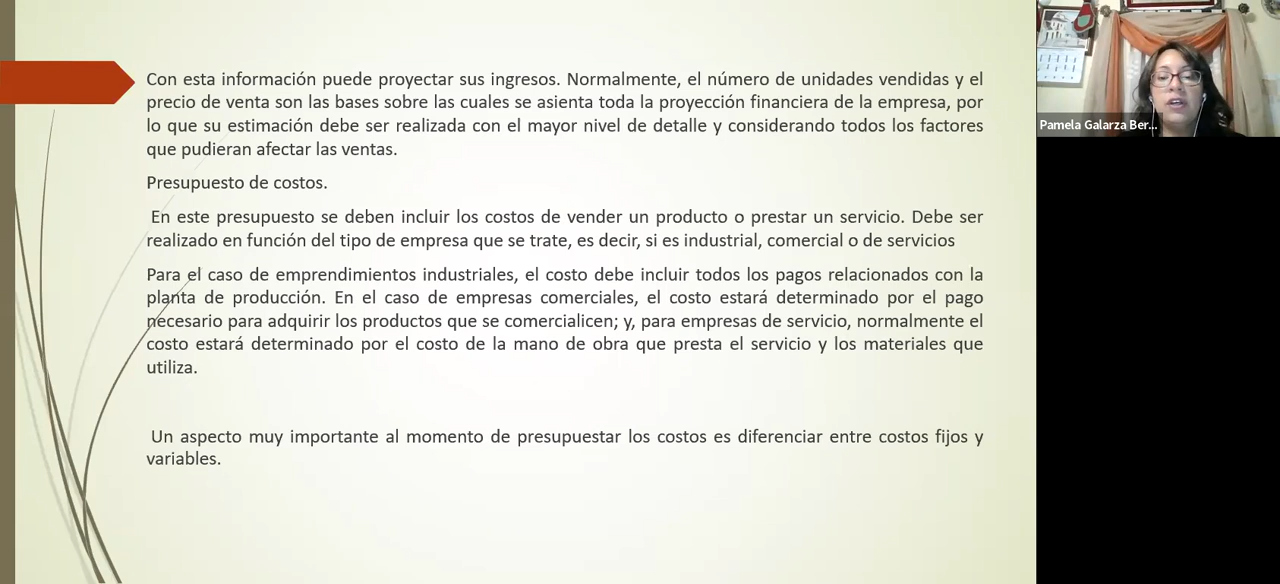 Con esta información puede proyectar sus ingresos. Normalmente, el número de unidades vendidas y el
precio de venta son las bases sobre las cuales se asienta toda la proyección financiera de la empresa, por
lo que su estimación debe ser realizada con el mayor nivel de detalle y considerando todos los factores
que pudieran afectar las ventas.
Presupuesto de costos.
En este presupuesto se deben incluir los costos de vender un producto o prestar un servicio. Debe ser
realizado en función del tipo de empresa que se trate, es decir, si es industrial, comercial o de servicios
Para el caso de emprendimientos industriales, el costo debe incluir todos los pagos relacionados con la
planta de producción. En el caso de empresas comerciales, el costo estará determinado por el pago
necesario para adquirir los productos que se comercialicen; y, para empresas de servicio, normalmente el
costo estará determinado por el costo de la mano de obra que presta el servicio y los materiales que
utiliza.
Un aspecto muy importante al momento de presupuestar los costos es diferenciar entre costos fijos y
variables.
Pamela Galarza Ber...